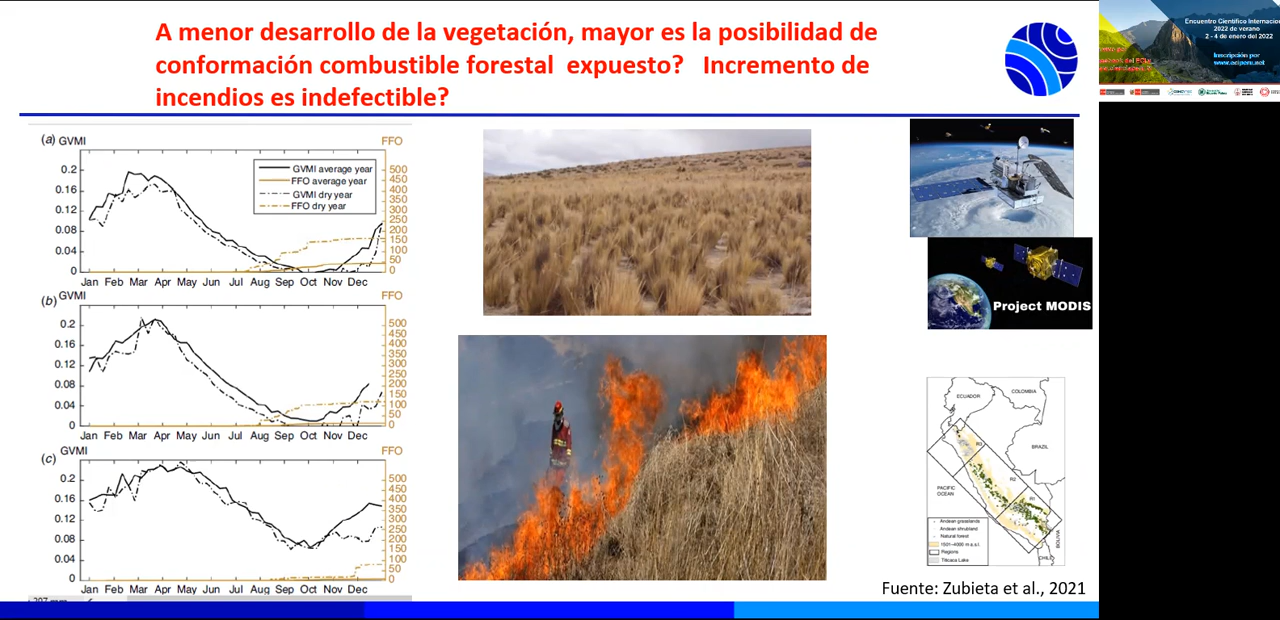 A menor desarrollo de la vegetación, mayor es la posibilidad de
conformación combustible forestal expuesto? Incremento de
incendios es indefectible?
Encuentro Científico Internacional
2022 de verano
2 - 4 de enero del 2022
Inscripción por
www.eciperu.net
(a) GVMI
FFO
GVMI average year
FFO average year
GVMI dry year
FFO dry year
0.2
0.16
0.12
0.08
0.04
0
500
450
400
350
300
250
200
150
100
50
0
Jan Feb Mar Apr May Jun Jul Aug Sep Oct Nov Dec
(b) GVMI
FFO
0.2
0.16
0.12
0.08
0.04
0
500
450
400
350
300
250
200
150
100
50
0
Jan Feb Mar Apr May Jun Jul Aug Sep Oct Nov Dec
(c) GVMI
FFO
0.2
0.16
0.12
0.08
0.04
0
500
450
400
350
300
250
200
150
100
50
0
Jan Feb Mar Apr May Jun Jul Aug Sep Oct Nov Dec
Project MODIS
COLOMBIA
ECUADOR
BRAZIL
R3
R2
R1
PACIFIC
OCEAN
BOLIVIA
CHILE
Andean grasslands
Andean shrubland
Natural forest
1501–4000 m a.s.l.
Regions
Titicaca Lake
Fuente: Zubieta et al., 2021